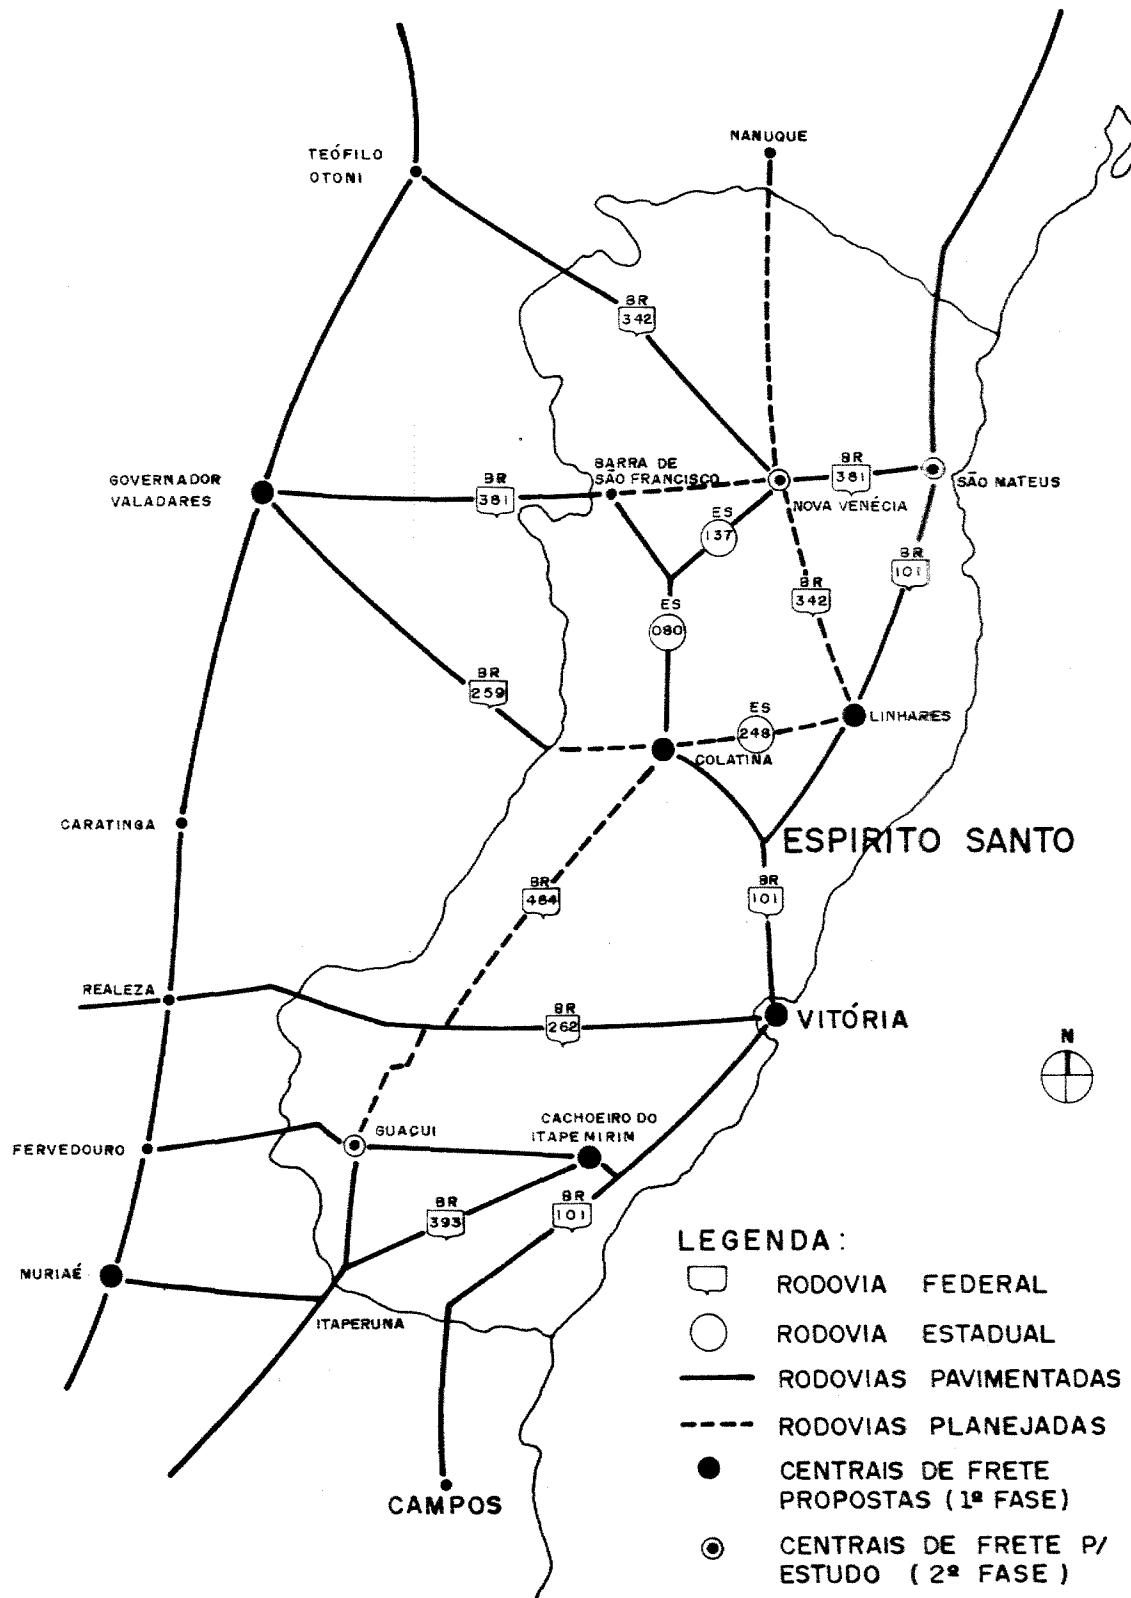 NANUQUE
TEÓFILO
OTONI
BR
342
GOVERNADOR
VALADARES
BR
381
BARRA DE
SÃO FRANCISCO
BR
381
SÃO MATEUS
NOVA VENÉCIA
ES
137
BR
101
BR
342
ES
080
BR
259
ES
248
LINHARES
COLATINA
CARATINGA
ESPIRITO SANTO
BR
484
BR
101
REALEZA
BR
262
VITÓRIA
N
FERVEDOURO
GUAÇUI
CACHOEIRO DO
ITAPEMIRIM
BR
393
BR
101
MURIAÉ
ITAPERUNA
CAMPOS
LEGENDA:
RODOVIA FEDERAL
RODOVIA ESTADUAL
RODOVIAS PAVIMENTADAS
RODOVIAS PLANEJADAS
CENTRAIS DE FRETE
PROPOSTAS (1ª FASE)
CENTRAIS DE FRETE P/
ESTUDO (2ª FASE)